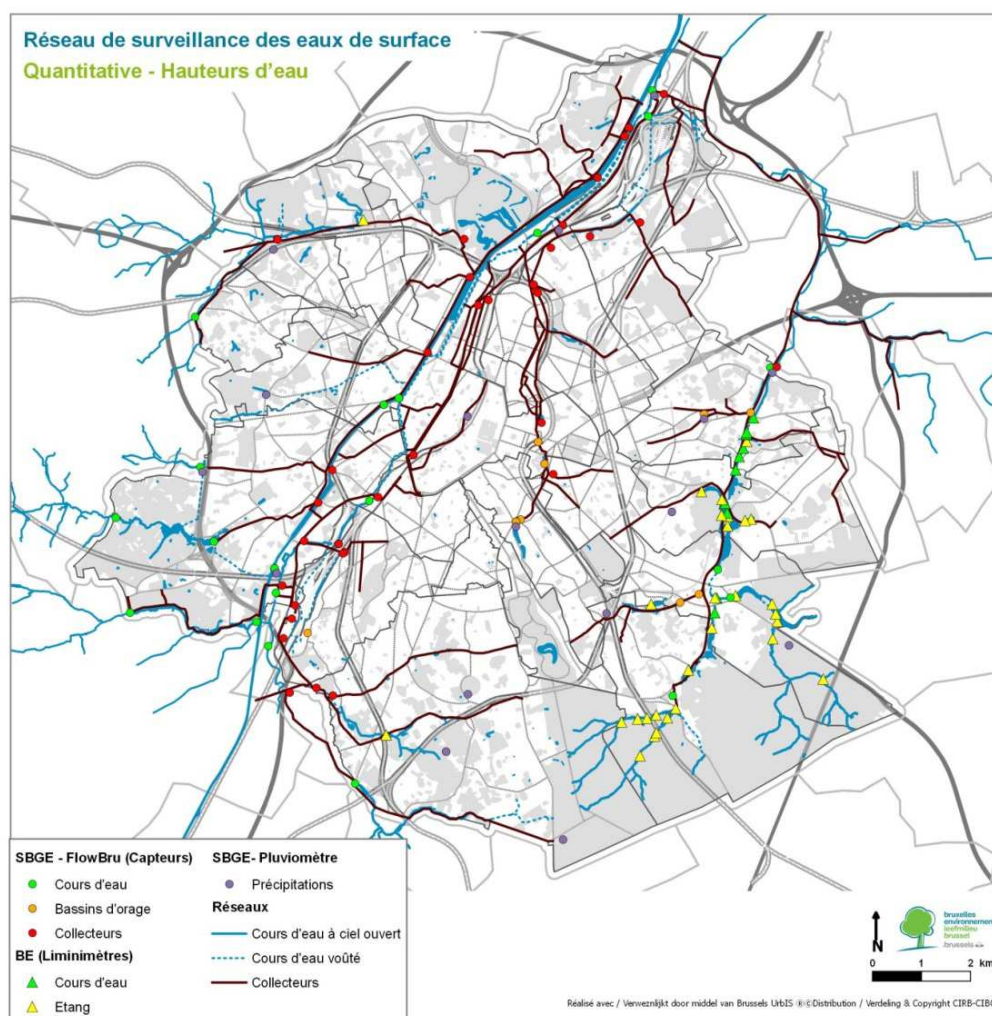 Réseau de surveillance des eaux de surface
Quantitative - Hauteurs d'eau
SBGE - FlowBru (Capteurs)
Cours d'eau
Bassins d'orage
Collecteurs
BE (Liminimètres)
Cours d'eau
Etang
SBGE- Pluviomètre
Précipitations
Réseaux
Cours d'eau à ciel ouvert
Cours d'eau voûté
Collecteurs
N
bruxelles
environnement
leefmilieu
brussel
.brussels
0 1 2 km
Réalisé avec / Verwezenlijkt door middel van Brussels UrbIS ® © Distribution / Verdeling & Copyright CIRB-CIBG